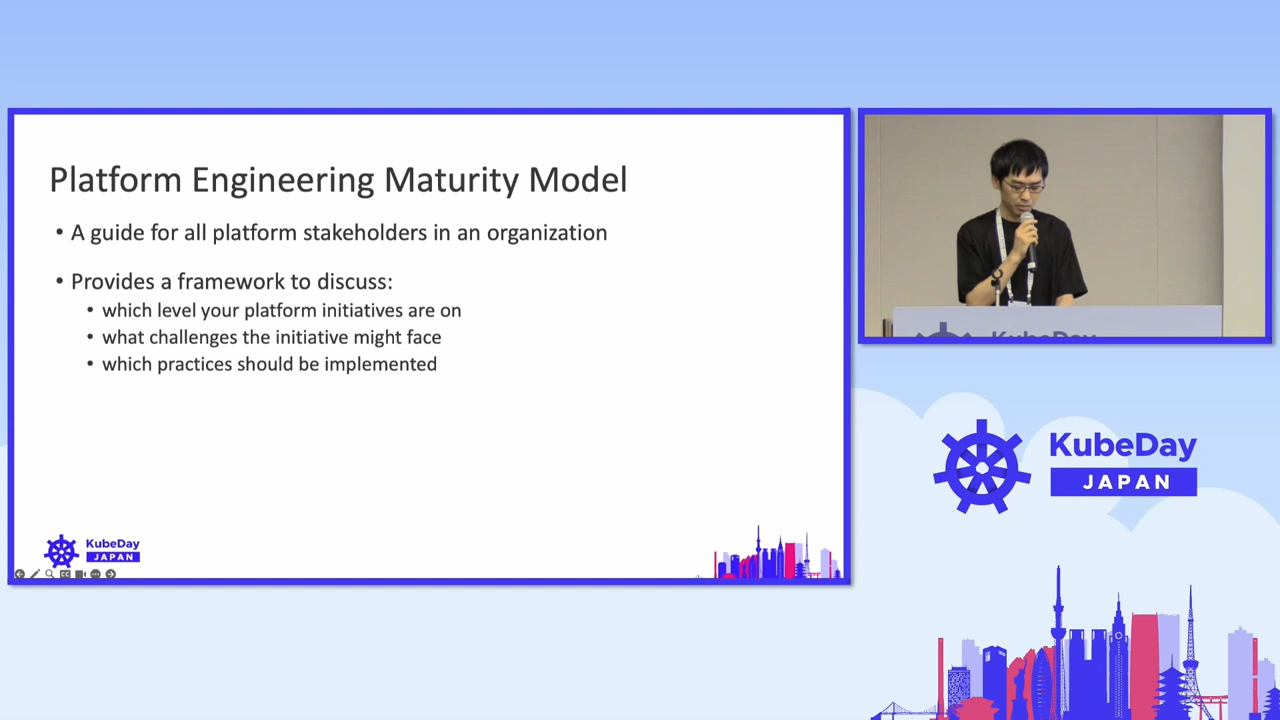 Platform Engineering Maturity Model
• A guide for all platform stakeholders in an organization
• Provides a framework to discuss:
• which level your platform initiatives are on
• what challenges the initiative might face
• which practices should be implemented
KubeDay
JAPAN
KubeDay
KubeDay
JAPAN